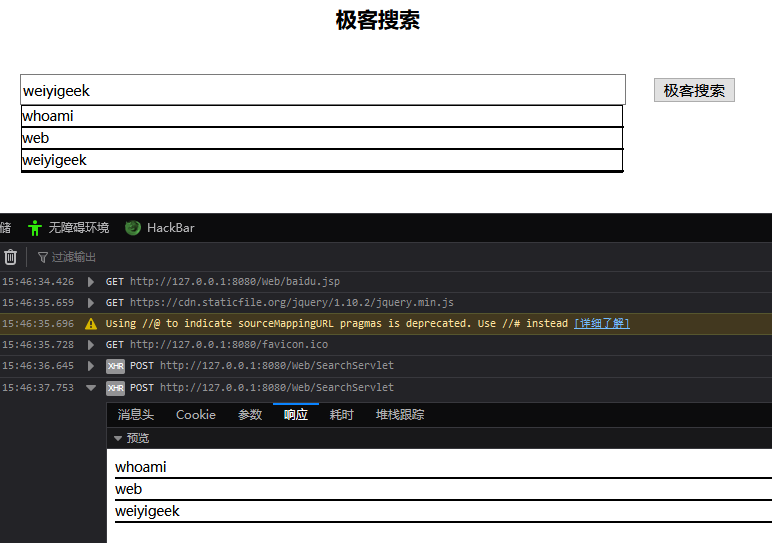 极客搜索
weiyigeek
极客搜索
whoami
web
weiyigeek
储 无障碍环境 HackBar
过滤输出
15:46:34.426 GET http://127.0.0.1:8080/Web/baidu.jsp
15:46:35.659 GET https://cdn.staticfile.org/jquery/1.10.2/jquery.min.js
15:46:35.696 Using //@ to indicate sourceMappingURL pragmas is deprecated. Use //# instead [详细了解]
15:46:35.728 GET http://127.0.0.1:8080/favicon.ico
15:46:36.645 XHR POST http://127.0.0.1:8080/Web/SearchServlet
15:46:37.753 XHR POST http://127.0.0.1:8080/Web/SearchServlet
消息头 Cookie 参数 响应 耗时 堆栈跟踪
预览
whoami
web
weiyigeek